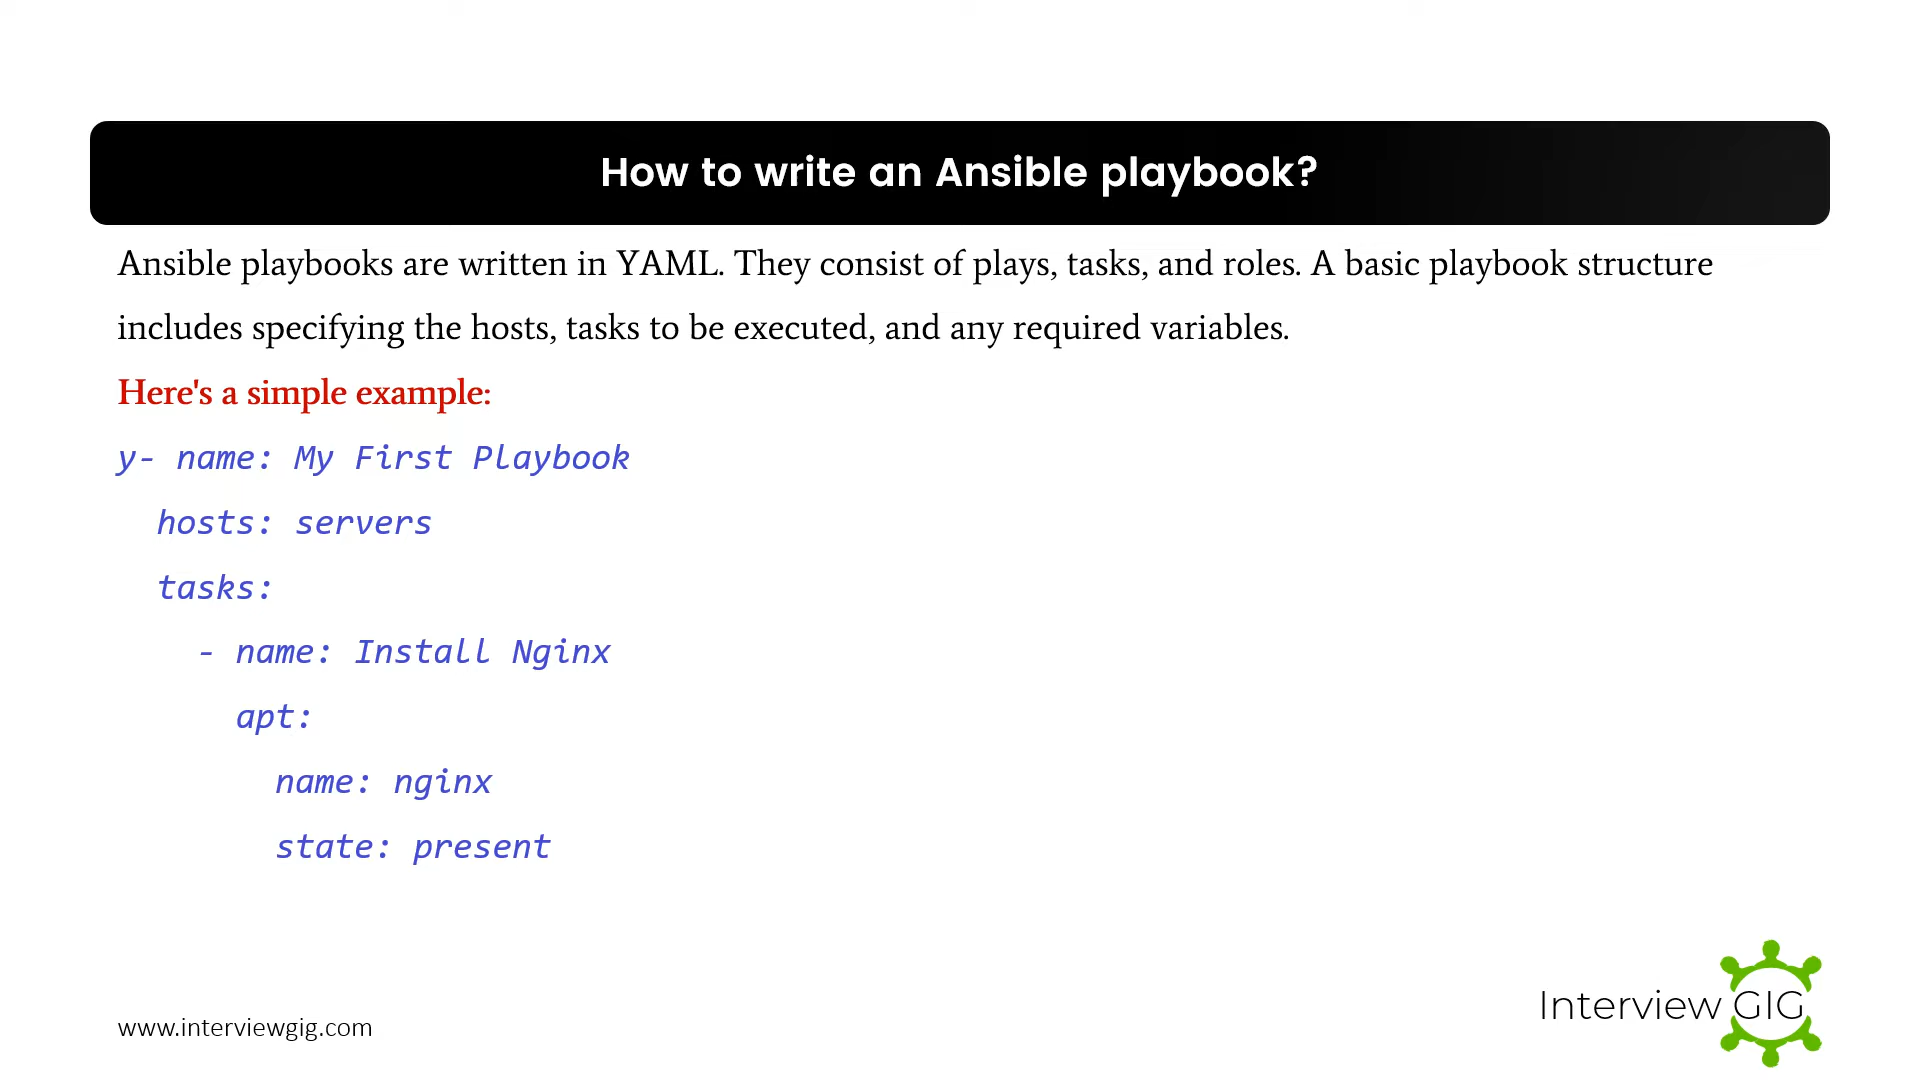 How to write an Ansible playbook?
Ansible playbooks are written in YAML. They consist of plays, tasks, and roles. A basic playbook structure
includes specifying the hosts, tasks to be executed, and any required variables.
Here's a simple example:
y- name: My First Playbook
  hosts: servers
  tasks:
    - name: Install Nginx
      apt:
        name: nginx
        state: present
www.interviewgig.com
Interview GIG